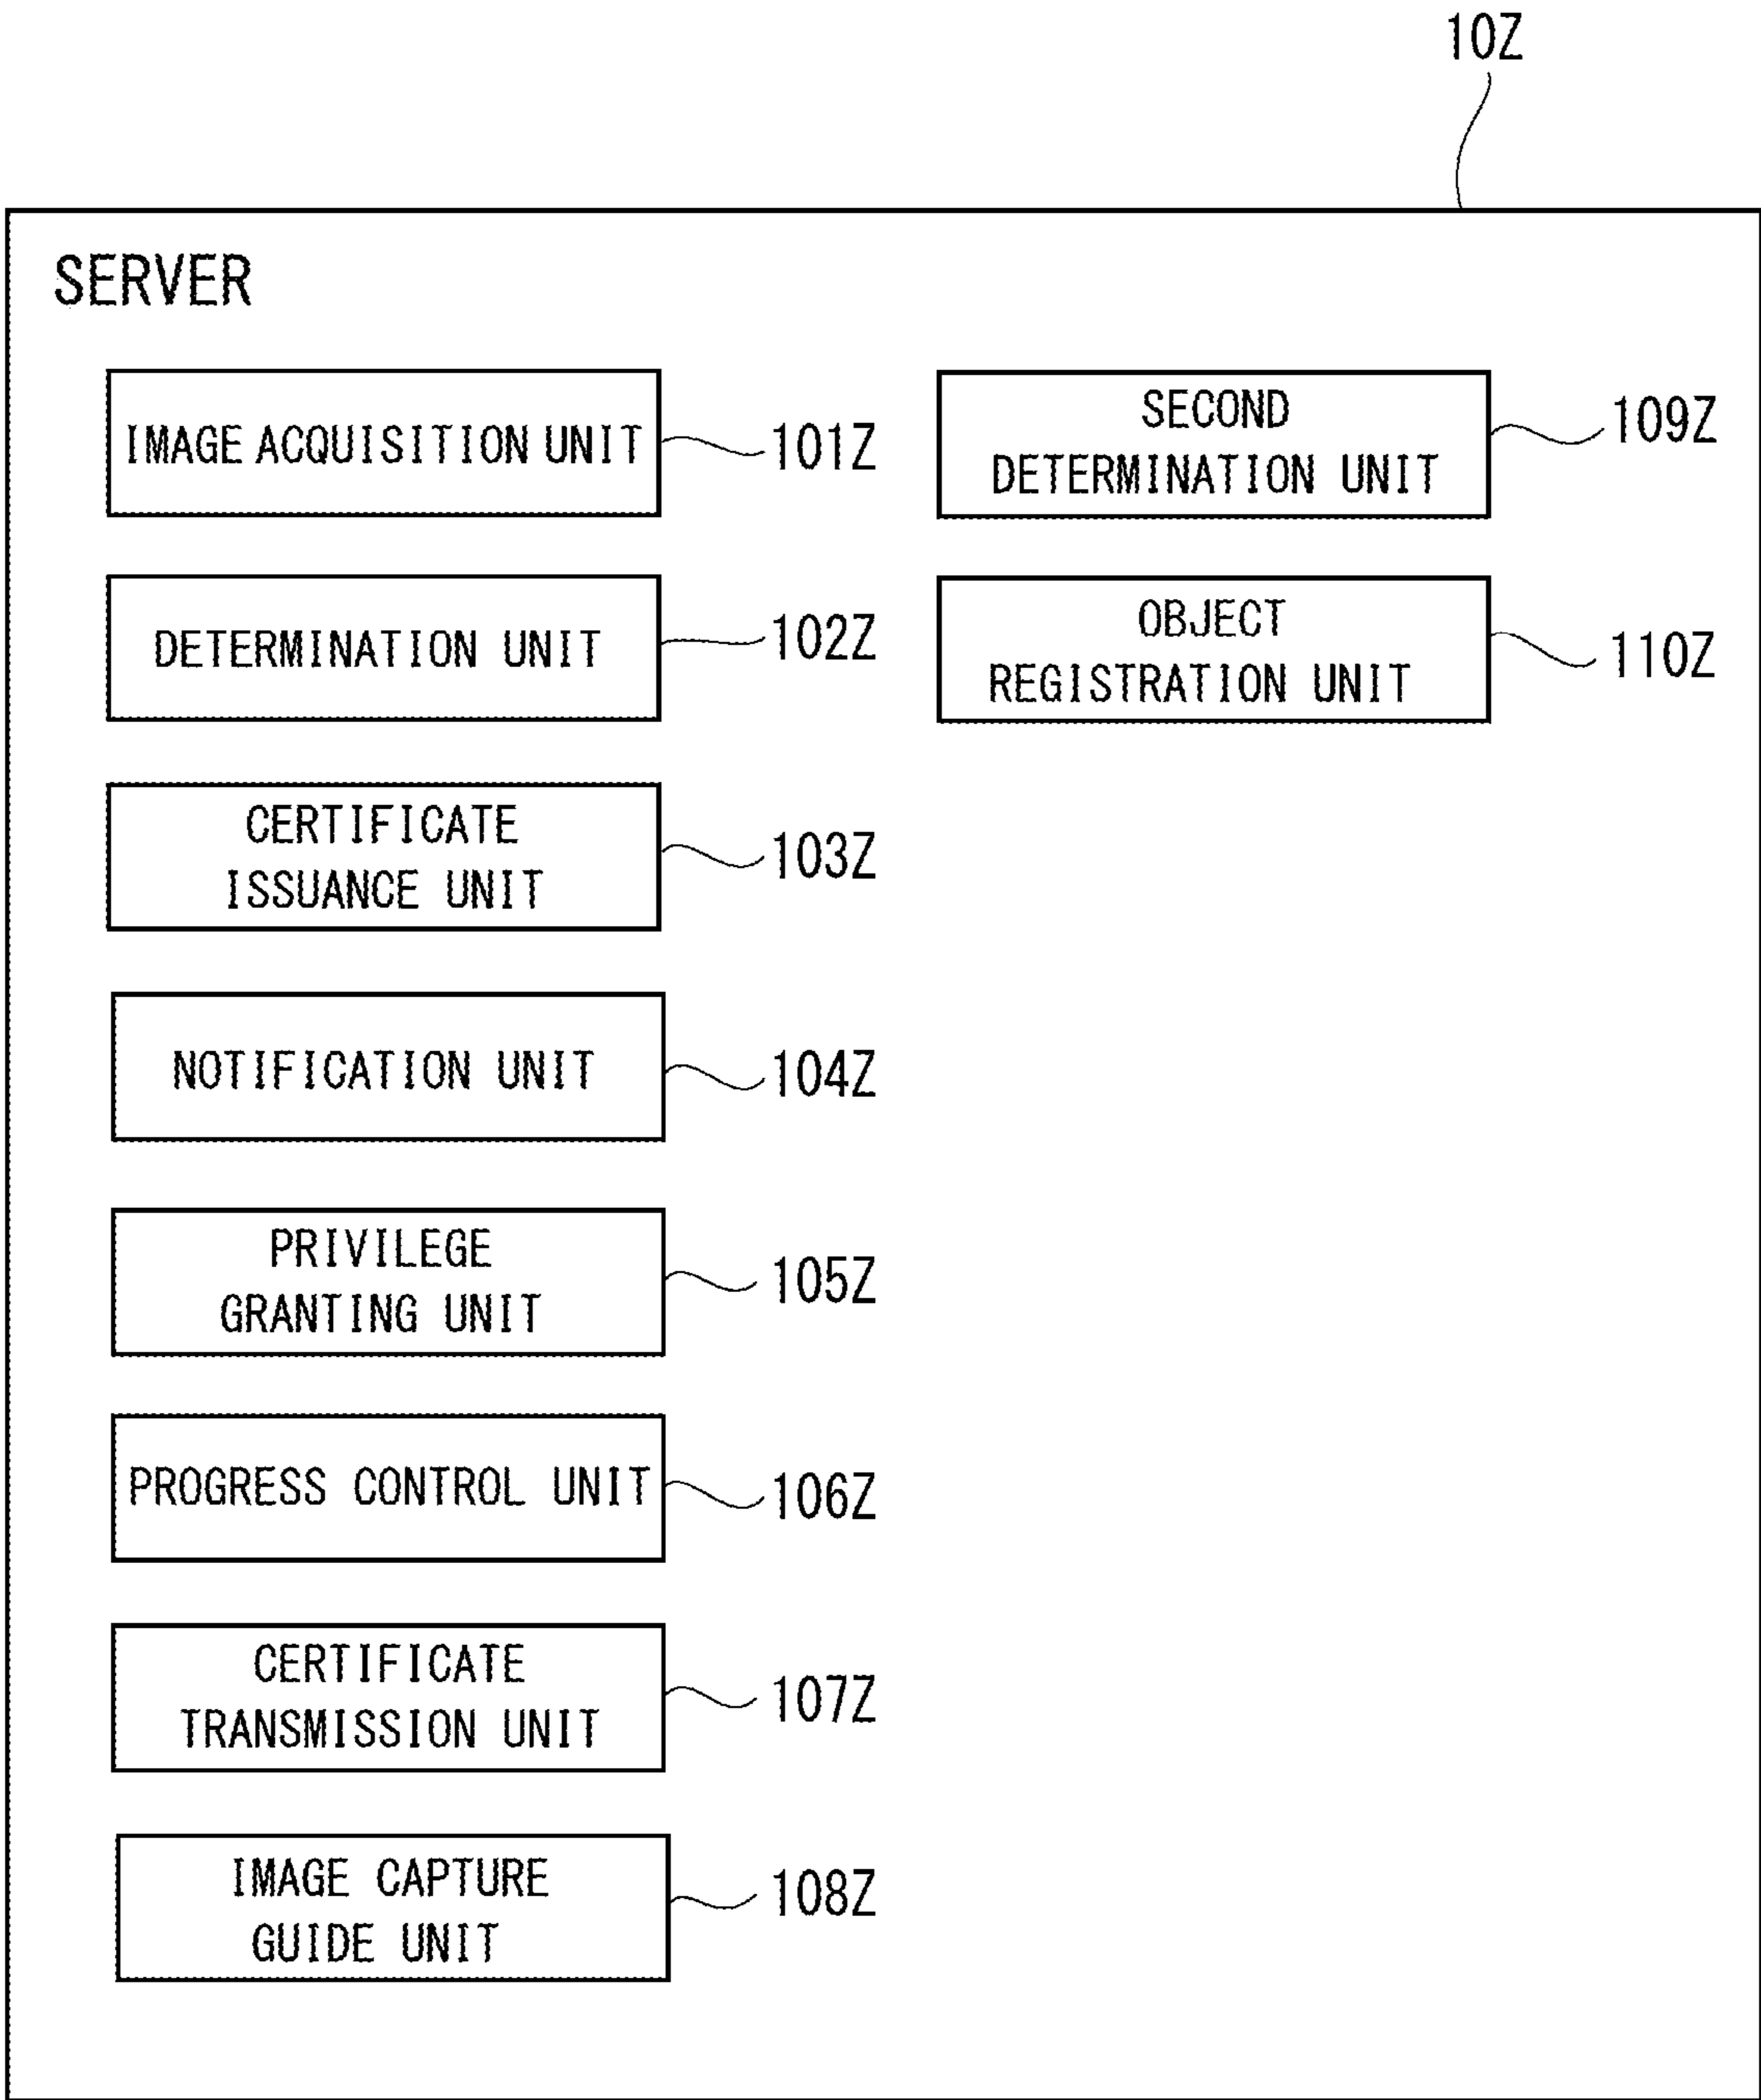 10Z
SERVER
IMAGE ACQUISITION UNIT
101Z
DETERMINATION UNIT
102Z
CERTIFICATE
ISSUANCE UNIT
103Z
NOTIFICATION UNIT
104Z
PRIVILEGE
GRANTING UNIT
105Z
PROGRESS CONTROL UNIT
106Z
CERTIFICATE
TRANSMISSION UNIT
107Z
IMAGE CAPTURE
GUIDE UNIT
108Z
SECOND
DETERMINATION UNIT
109Z
OBJECT
REGISTRATION UNIT
110Z